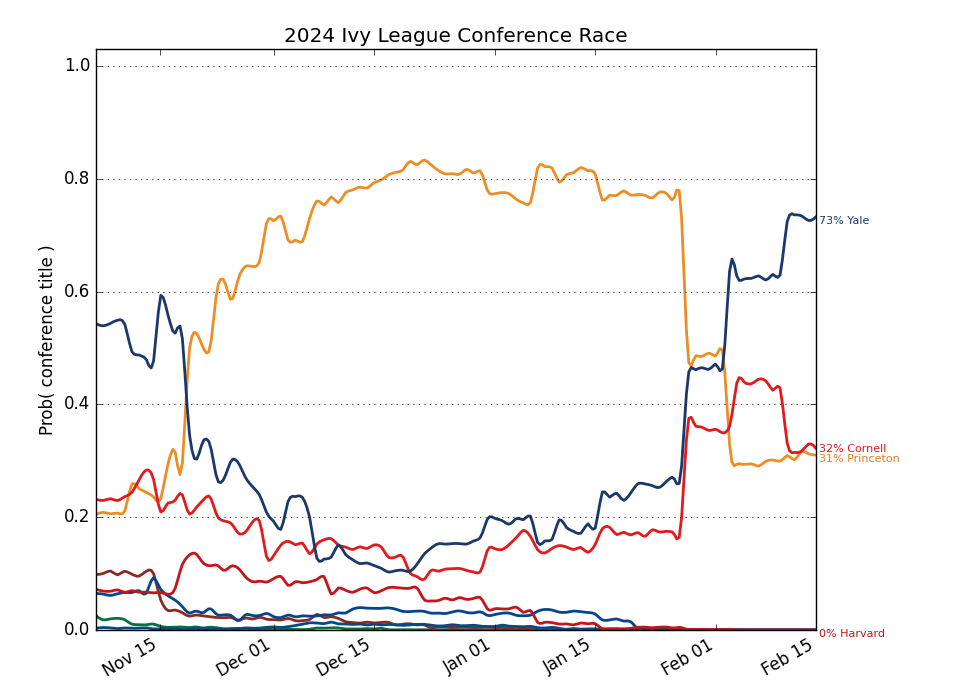 2024 Ivy League Conference Race
Prob( conference title )
1.0
0.8
0.6
0.4
0.2
0.0
Nov 15
Dec 01
Dec 15
Jan 01
Jan 15
Feb 01
Feb 15
73% Yale
32% Cornell
31% Princeton
0% Harvard